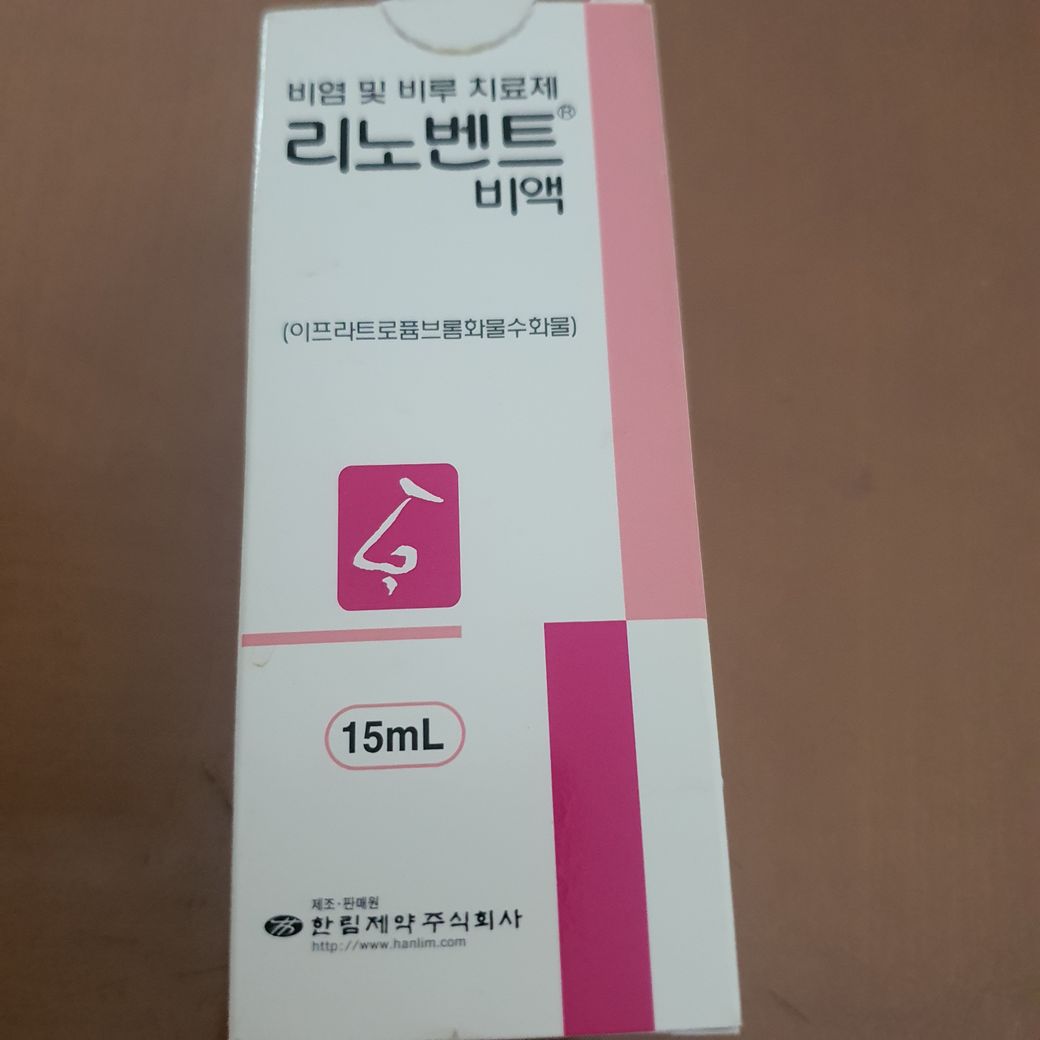 비염 및 비루 치료제
리노벤트®
비액
(이프라트로퓸브롬화물수화물)
15mL
제조·판매원
한림제약주식회사
http://www.hanlim.com